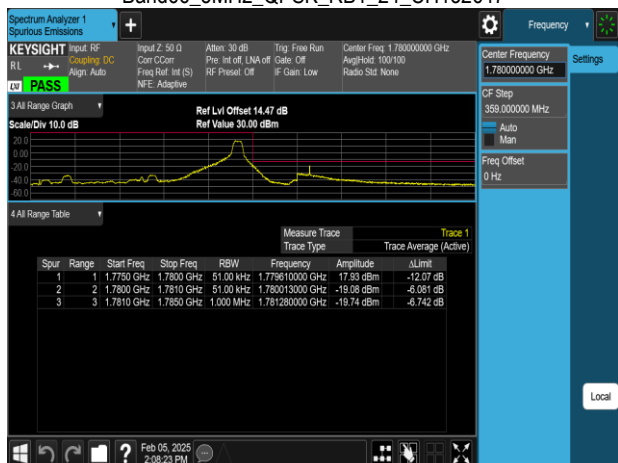 Spectrum Analyzer 1
Spurious Emissions
+
Frequency
KEYSIGHT
RL
LXI
PASS
Input: RF
Coupling: DC
Align: Auto
Input Z: 50 Ω
Corr CCorr
Freq Ref: Int (S)
NFE: Adaptive
Atten: 30 dB
Pre: Int off, LNA off
RF Preset: Off
Trig: Free Run
Gate: Off
IF Gain: Low
Center Freq: 1.780000000 GHz
Avg|Hold: 100/100
Radio Std: None
Center Frequency
1.780000000 GHz
Settings
CF Step
359.000000 MHz
Auto
Man
Freq Offset
0 Hz
3 All Range Graph
Scale/Div 10.0 dB
Ref Lvl Offset 14.47 dB
Ref Value 30.00 dBm
20.0
0.00
-20.0
-40.0
-60.0
4 All Range Table
Measure Trace Trace 1
Trace Type Trace Average (Active)
Spur Range Start Freq Stop Freq RBW Frequency Amplitude ΔLimit
1 1 1.7750 GHz 1.7800 GHz 51.00 kHz 1.779610000 GHz 17.93 dBm -12.07 dB
2 2 1.7800 GHz 1.7810 GHz 51.00 kHz 1.780013000 GHz -19.08 dBm -6.081 dB
3 3 1.7810 GHz 1.7850 GHz 1.000 MHz 1.781280000 GHz -19.74 dBm -6.742 dB
Local
?
Feb 05, 2025
2:08:23 PM